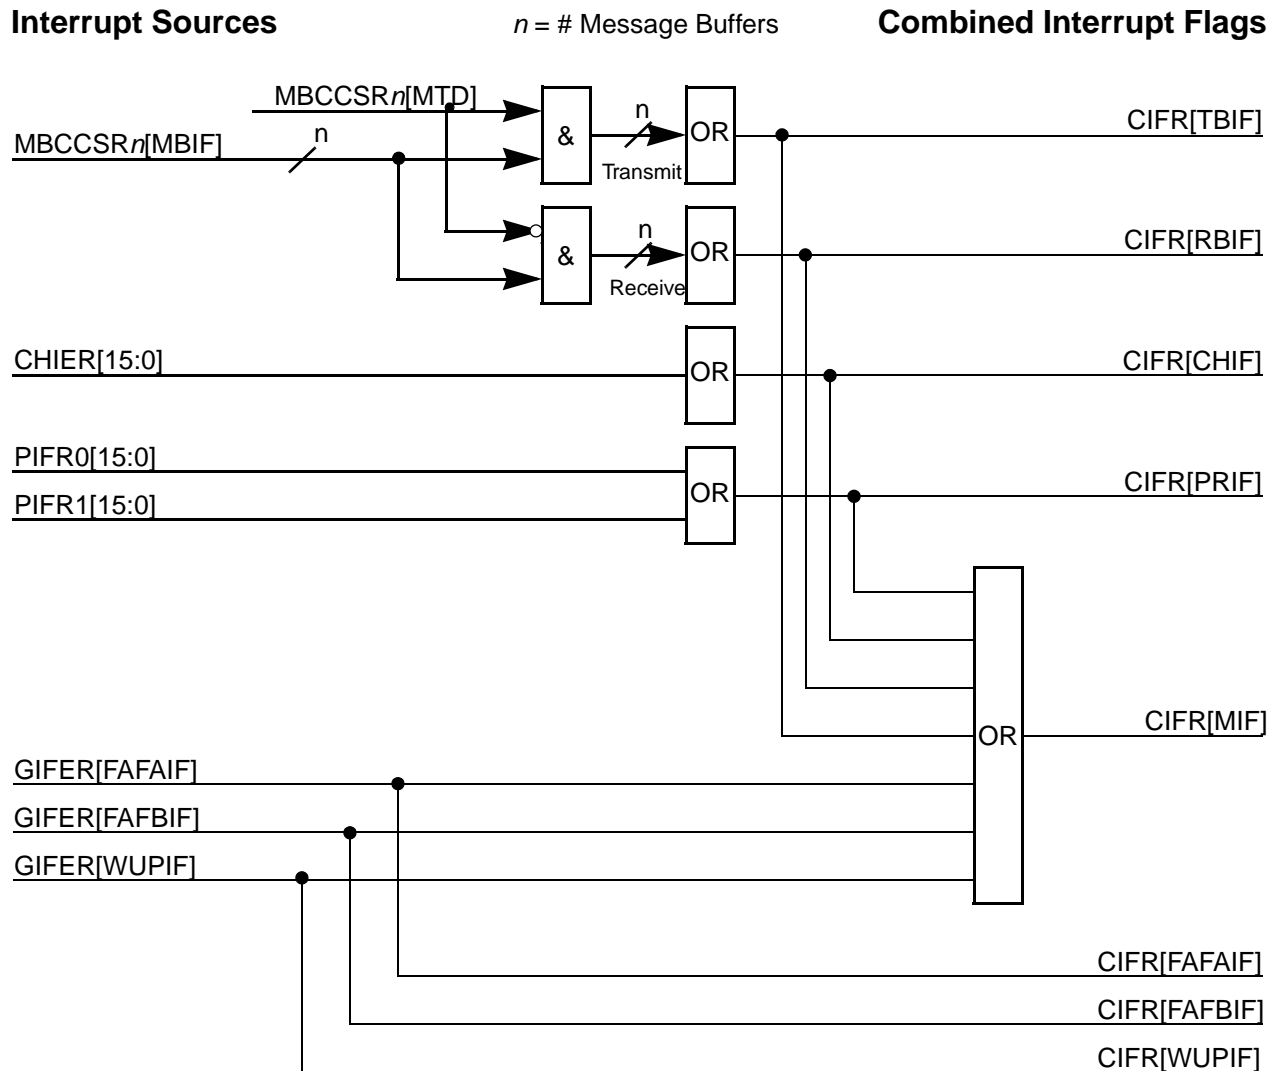 Interrupt Sources
n = # Message Buffers
Combined Interrupt Flags
MBCCSRn[MTD]
n
OR
CIFR[TBIF]
MBCCSRn[MBIF]
n
&
Transmit
n
OR
CIFR[RBIF]
&
Receive
CHIER[15:0]
OR
CIFR[CHIF]
PIFR0[15:0]
OR
CIFR[PRIF]
PIFR1[15:0]
OR
CIFR[MIF]
GIFER[FAFAIF]
GIFER[FAFBIF]
GIFER[WUPIF]
CIFR[FAFAIF]
CIFR[FAFBIF]
CIFR[WUPIF]